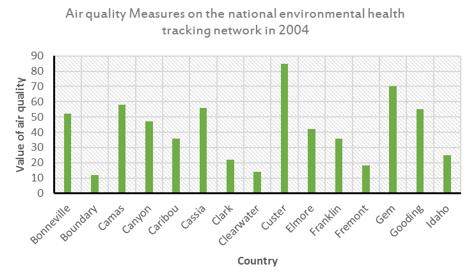 Air quality Measures on the national environmental health
tracking network in 2004
Value of air quality
90
80
70
60
50
40
30
20
10
0
Bonneville
Boundary
Camas
Canyon
Caribou
Cassia
Clark
Clearwater
Custer
Elmore
Franklin
Fremont
Gem
Gooding
Idaho
Country